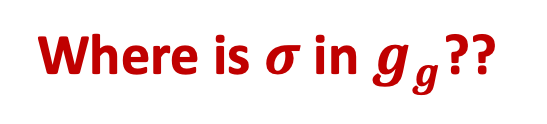 Where is σ in g_g??